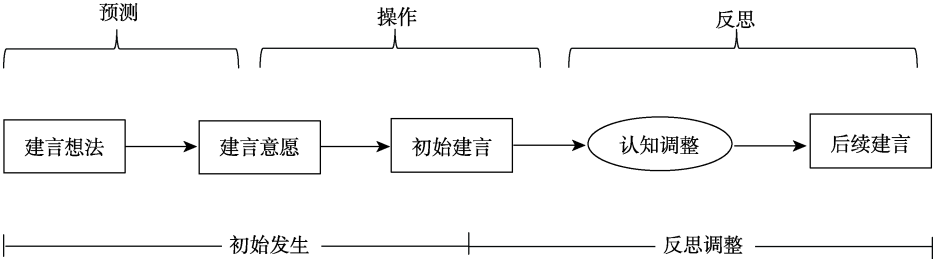 预测
操作
反思
建言想法
建言意愿
初始建言
认知调整
后续建言
初始发生
反思调整